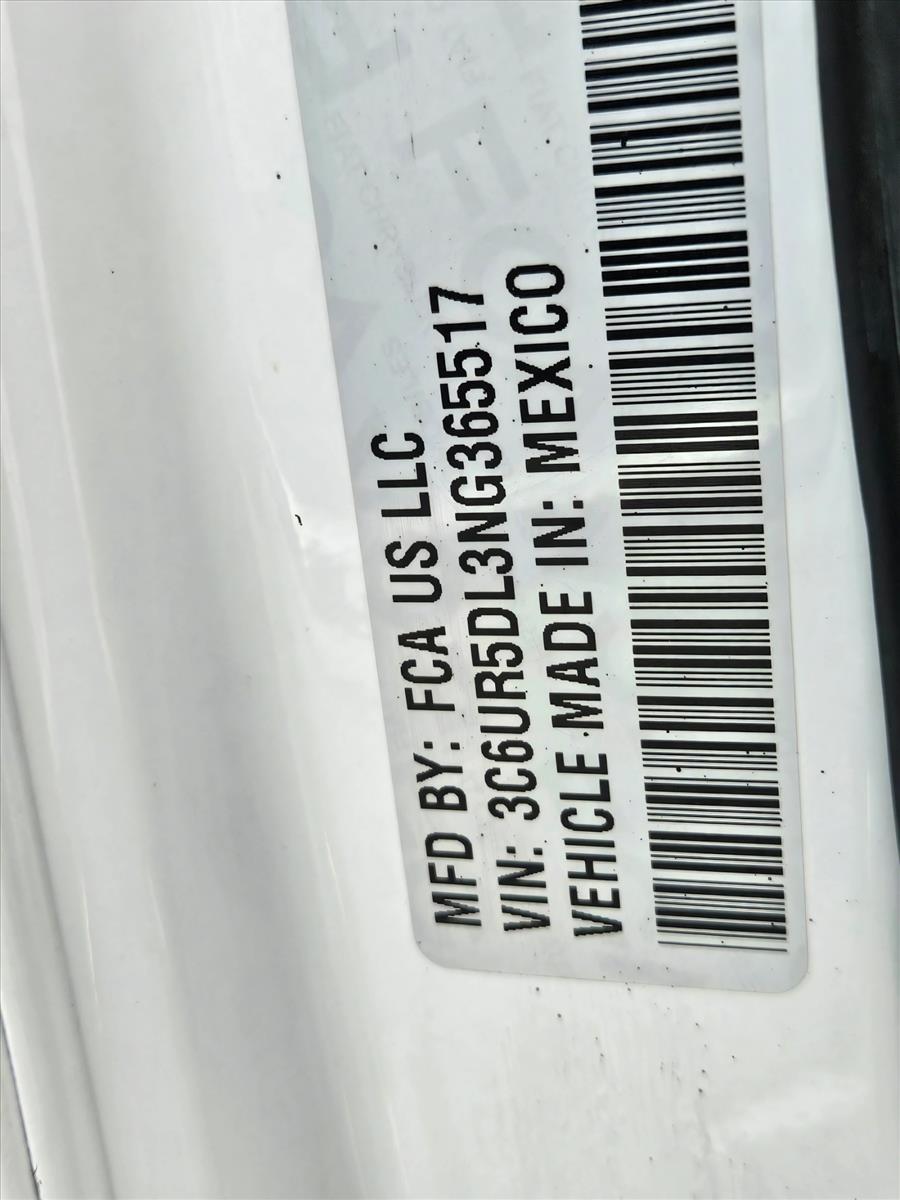 MFD BY: FCA US LLC
VIN: 3C6UR5DL3NG365517
VEHICLE MADE IN: MEXICO